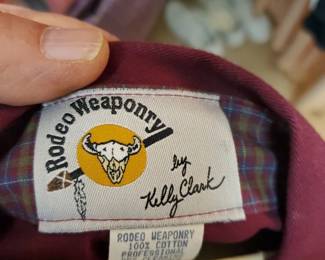 Rodeo Weaponry
by
Kelly Clark
RODEO WEAPONRY
100% COTTON
PROFESSIONAL